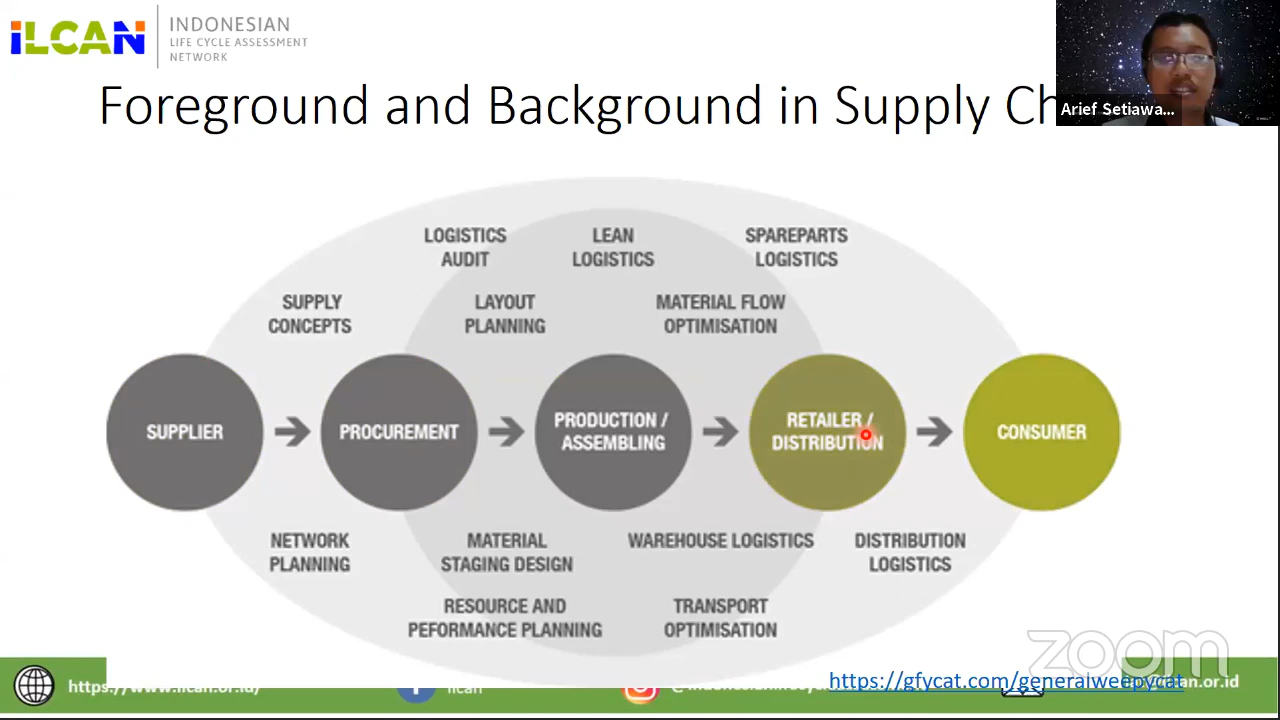 iLCAN
INDONESIAN
LIFE CYCLE ASSESSMENT
NETWORK
Foreground and Background in Supply Ch
Arief Setiawa...
LOGISTICS
AUDIT
LEAN
LOGISTICS
SPAREPARTS
LOGISTICS
SUPPLY
CONCEPTS
LAYOUT
PLANNING
MATERIAL FLOW
OPTIMISATION
SUPPLIER
PROCUREMENT
PRODUCTION /
ASSEMBLING
RETAILER /
DISTRIBUTION
CONSUMER
NETWORK
PLANNING
MATERIAL
STAGING DESIGN
WAREHOUSE LOGISTICS
DISTRIBUTION
LOGISTICS
RESOURCE AND
PEFORMANCE PLANNING
TRANSPORT
OPTIMISATION
zoom
https://www.ilcan.or.id/
ilcan
https://gfycat.com/generalweepycat
ilcan.or.id